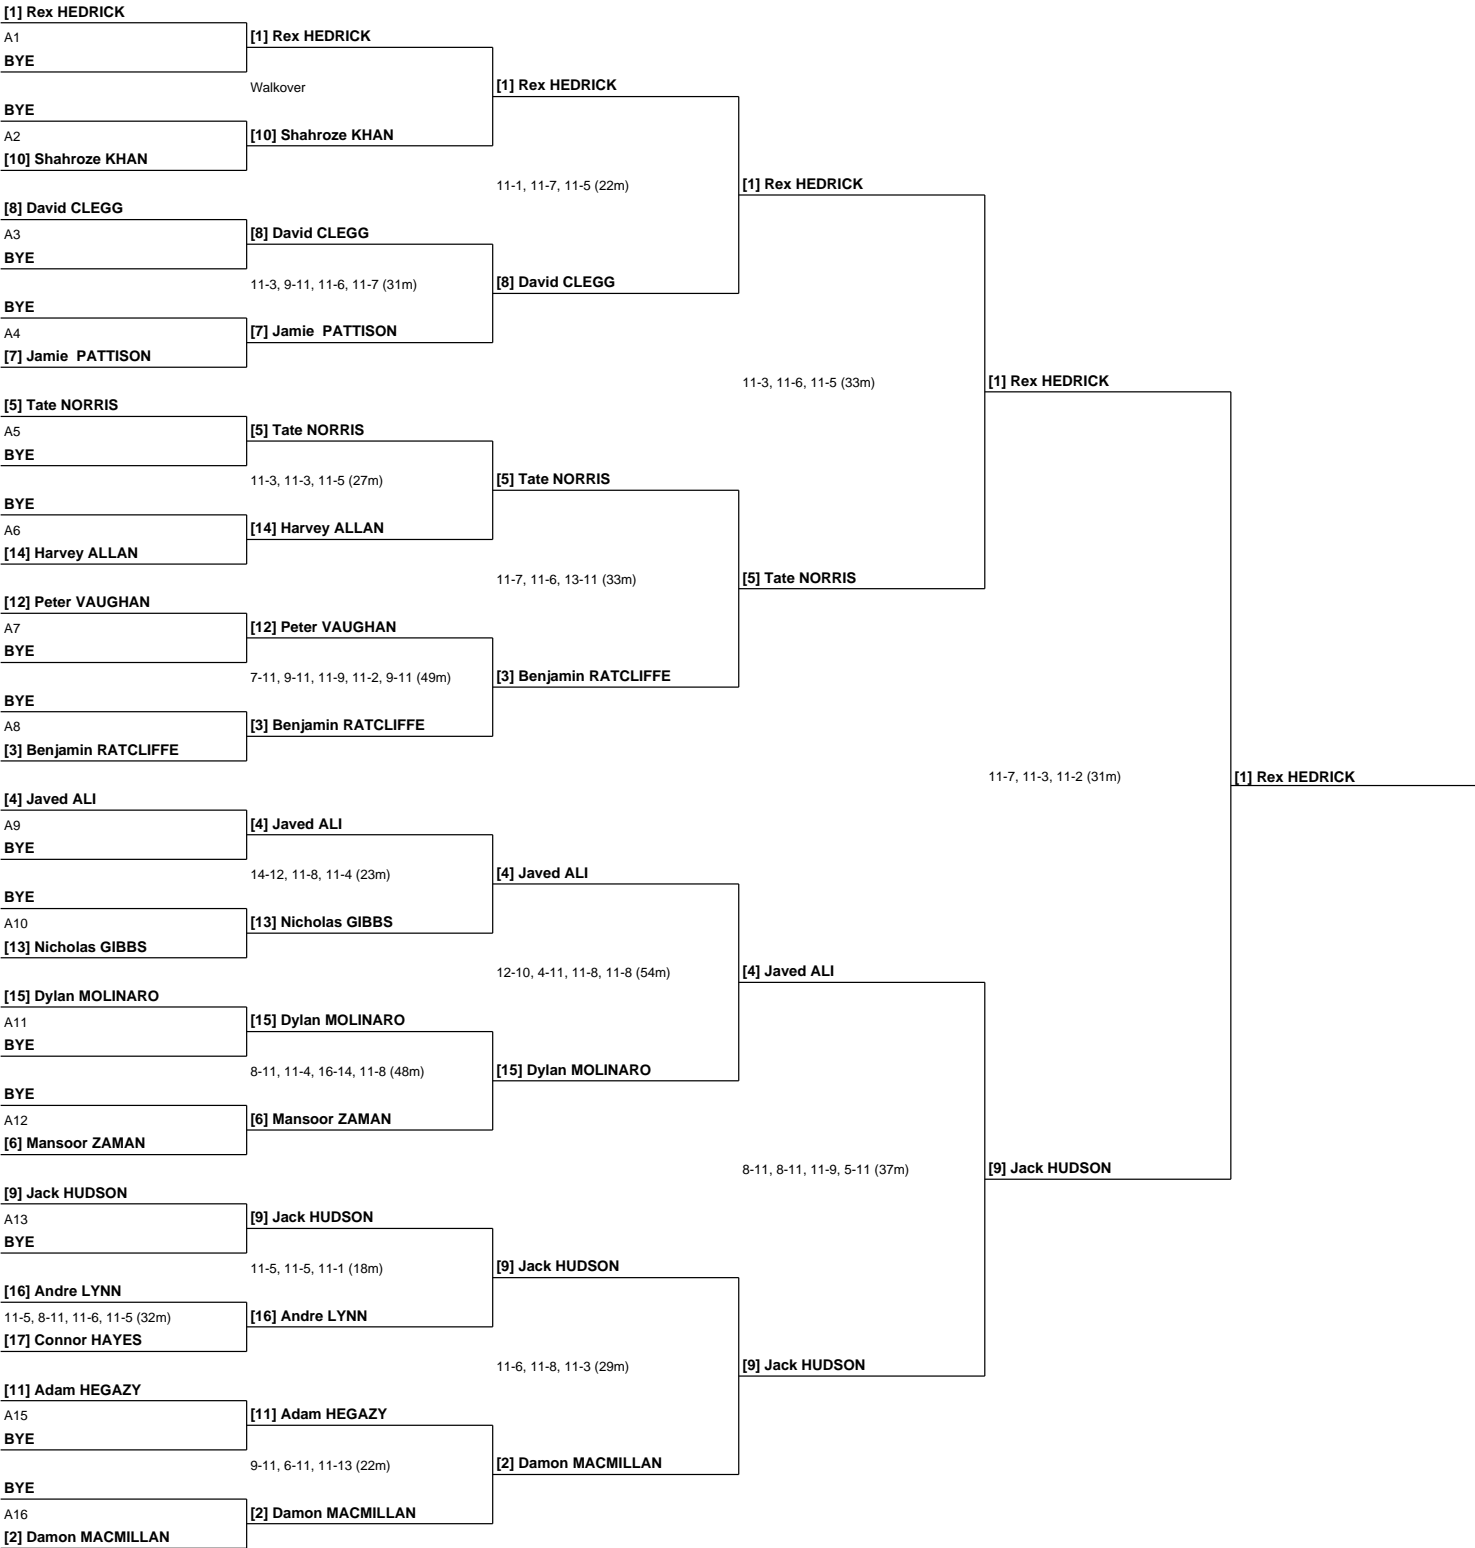 [1] Rex HEDRICK
A1
[1] Rex HEDRICK
BYE
Walkover
[1] Rex HEDRICK
BYE
A2
[10] Shahroze KHAN
[10] Shahroze KHAN
11-1, 11-7, 11-5 (22m)
[1] Rex HEDRICK
[8] David CLEGG
A3
[8] David CLEGG
BYE
11-3, 9-11, 11-6, 11-7 (31m)
[8] David CLEGG
BYE
A4
[7] Jamie  PATTISON
[7] Jamie  PATTISON
11-3, 11-6, 11-5 (33m)
[1] Rex HEDRICK
[5] Tate NORRIS
A5
[5] Tate NORRIS
BYE
11-3, 11-3, 11-5 (27m)
[5] Tate NORRIS
BYE
A6
[14] Harvey ALLAN
[14] Harvey ALLAN
11-7, 11-6, 13-11 (33m)
[5] Tate NORRIS
[12] Peter VAUGHAN
A7
[12] Peter VAUGHAN
BYE
7-11, 9-11, 11-9, 11-2, 9-11 (49m)
[3] Benjamin RATCLIFFE
BYE
A8
[3] Benjamin RATCLIFFE
[3] Benjamin RATCLIFFE
11-7, 11-3, 11-2 (31m)
[1] Rex HEDRICK
[4] Javed ALI
A9
[4] Javed ALI
BYE
14-12, 11-8, 11-4 (23m)
[4] Javed ALI
BYE
A10
[13] Nicholas GIBBS
[13] Nicholas GIBBS
12-10, 4-11, 11-8, 11-8 (54m)
[4] Javed ALI
[15] Dylan MOLINARO
A11
[15] Dylan MOLINARO
BYE
8-11, 11-4, 16-14, 11-8 (48m)
[15] Dylan MOLINARO
BYE
A12
[6] Mansoor ZAMAN
[6] Mansoor ZAMAN
8-11, 8-11, 11-9, 5-11 (37m)
[9] Jack HUDSON
[9] Jack HUDSON
A13
[9] Jack HUDSON
BYE
11-5, 11-5, 11-1 (18m)
[9] Jack HUDSON
[16] Andre LYNN
11-5, 8-11, 11-6, 11-5 (32m)
[16] Andre LYNN
[17] Connor HAYES
11-6, 11-8, 11-3 (29m)
[9] Jack HUDSON
[11] Adam HEGAZY
A15
[11] Adam HEGAZY
BYE
9-11, 6-11, 11-13 (22m)
[2] Damon MACMILLAN
BYE
A16
[2] Damon MACMILLAN
[2] Damon MACMILLAN